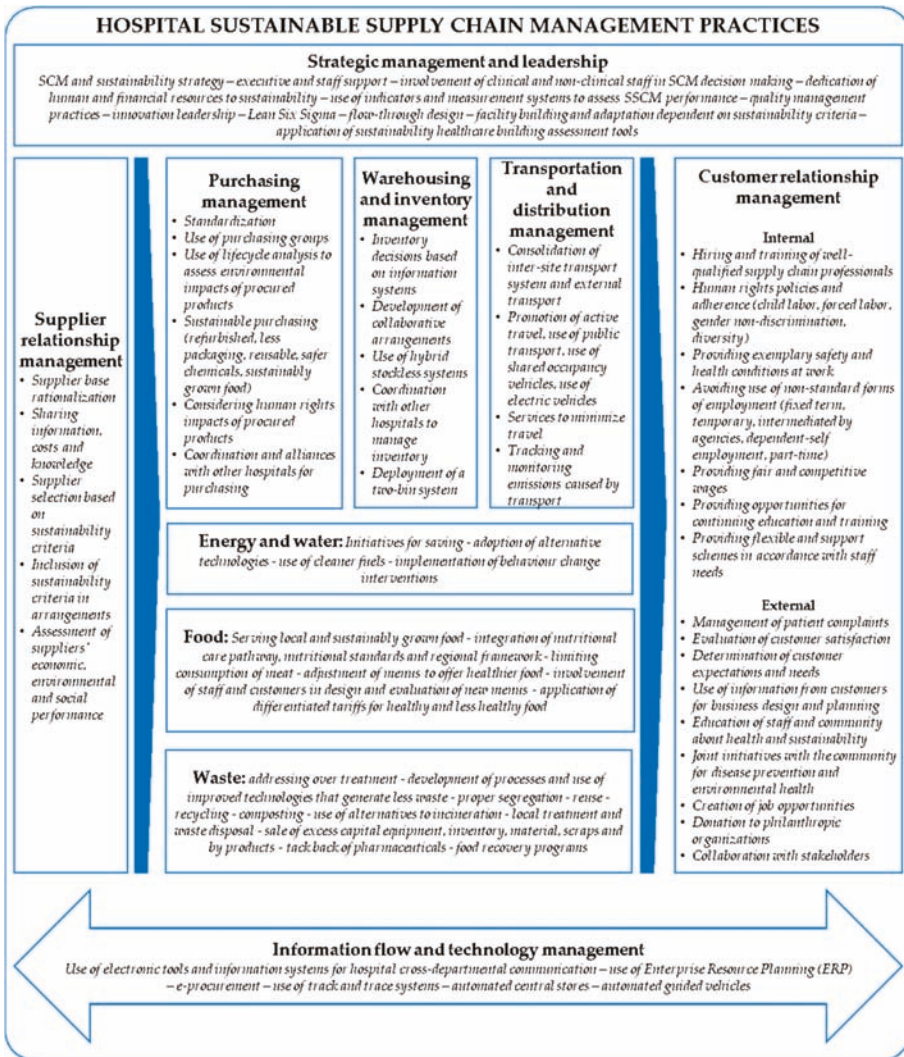 HOSPITAL SUSTAINABLE SUPPLY CHAIN MANAGEMENT PRACTICES
Strategic management and leadership
SCM and sustainability strategy – executive and staff support – involvement of clinical and non-clinical staff in SCM decision making – dedication of
human and financial resources to sustainability – use of indicators and measurement systems to assess SSCM performance – quality management
practices – innovation leadership – Lean Six Sigma – flow-through design – facility building and adaptation dependent on sustainability criteria –
application of sustainability healthcare building assessment tools
Supplier
relationship
management
• Supplier base
rationalization
• Sharing
information,
costs and
knowledge
• Supplier
selection based
on
sustainability
criteria
• Inclusion of
sustainability
criteria in
arrangements
• Assessment of
suppliers'
economic,
environmental
and social
performance
Purchasing
management
• Standardization
• Use of purchasing groups
• Use of lifecycle analysis to
assess environmental
impacts of procured
products
• Sustainable purchasing
(refurbished, less
packaging, reusable, safer
chemicals, sustainably
grown food)
• Considering human rights
impacts of procured
products
• Coordination and alliances
with other hospitals for
purchasing
Warehousing
and inventory
management
• Inventory
decisions based
on information
systems
• Development of
collaborative
arrangements
• Use of hybrid
stockless systems
• Coordination
with other
hospitals to
manage
inventory
• Deployment of a
two-bin system
Transportation
and
distribution
management
• Consolidation of
inter-site transport
system and external
transport
• Promotion of active
travel, use of public
transport, use of
shared occupancy
vehicles, use of
electric vehicles
• Services to minimize
travel
• Tracking and
monitoring
emissions caused by
transport
Energy and water: Initiatives for saving - adoption of alternative
technologies - use of cleaner fuels - implementation of behaviour change
interventions
Food: Serving local and sustainably grown food - integration of nutritional
care pathway, nutritional standards and regional framework - limiting
consumption of meat - adjustment of menus to offer healthier food - involvement
of staff and customers in design and evaluation of new menus - application of
differentiated tariffs for healthy and less healthy food
Waste: addressing over treatment - development of processes and use of
improved technologies that generate less waste - proper segregation - reuse -
recycling - composting - use of alternatives to incineration - local treatment and
waste disposal - sale of excess capital equipment, inventory, material, scraps and
by products - tack back of pharmaceuticals - food recovery programs
Customer relationship
management
Internal
• Hiring and training of well-
qualified supply chain professionals
• Human rights policies and
adherence (child labor, forced labor,
gender non-discrimination,
diversity)
• Providing exemplary safety and
health conditions at work
• Avoiding use of non-standard forms
of employment (fixed term,
temporary, intermediated by
agencies, dependent-self
employment, part-time)
• Providing fair and competitive
wages
• Providing opportunities for
continuing education and training
• Providing flexible and support
schemes in accordance with staff
needs
External
• Management of patient complaints
• Evaluation of customer satisfaction
• Determination of customer
expectations and needs
• Use of information from customers
for business design and planning
• Education of staff and community
about health and sustainability
• Joint initiatives with the community
for disease prevention and
environmental health
• Creation of job opportunities
• Donation to philanthropic
organizations
• Collaboration with stakeholders
Information flow and technology management
Use of electronic tools and information systems for hospital cross-departmental communication – use of Enterprise Resource Planning (ERP)
– e-procurement – use of track and trace systems – automated central stores – automated guided vehicles